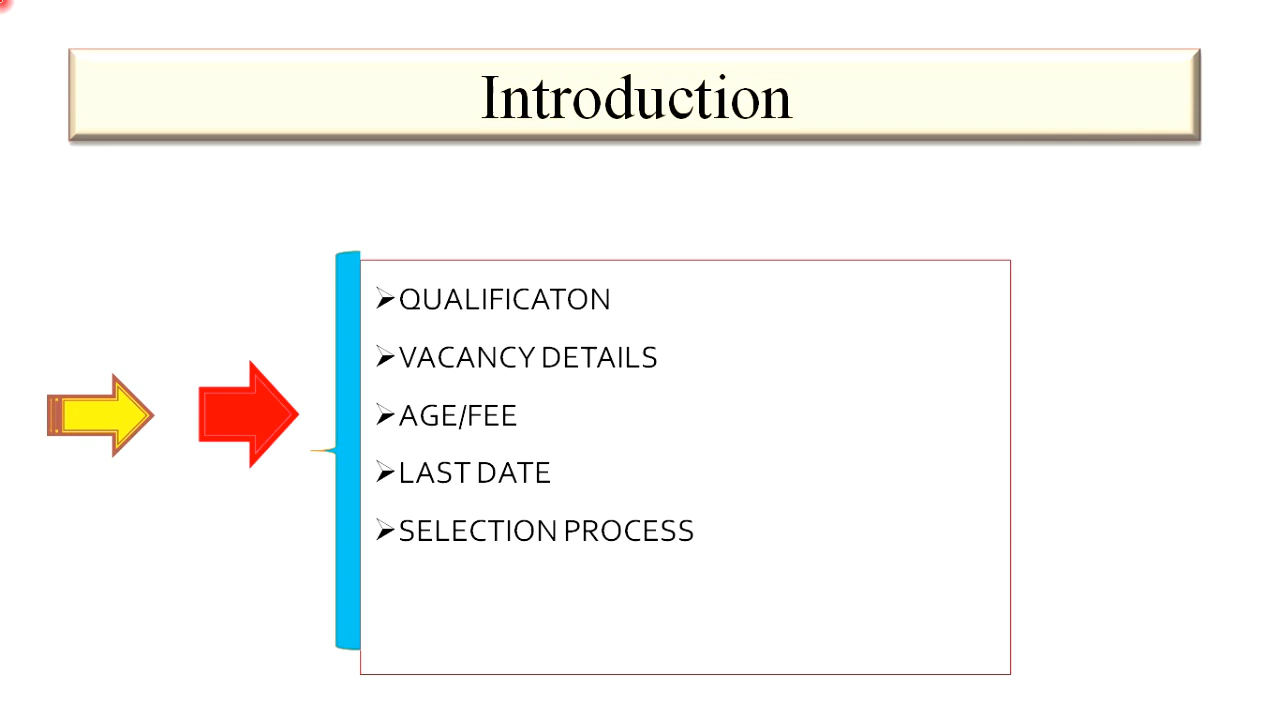 Introduction
➢QUALIFICATON
➢VACANCY DETAILS
➢AGE/FEE
➢LAST DATE
➢SELECTION PROCESS